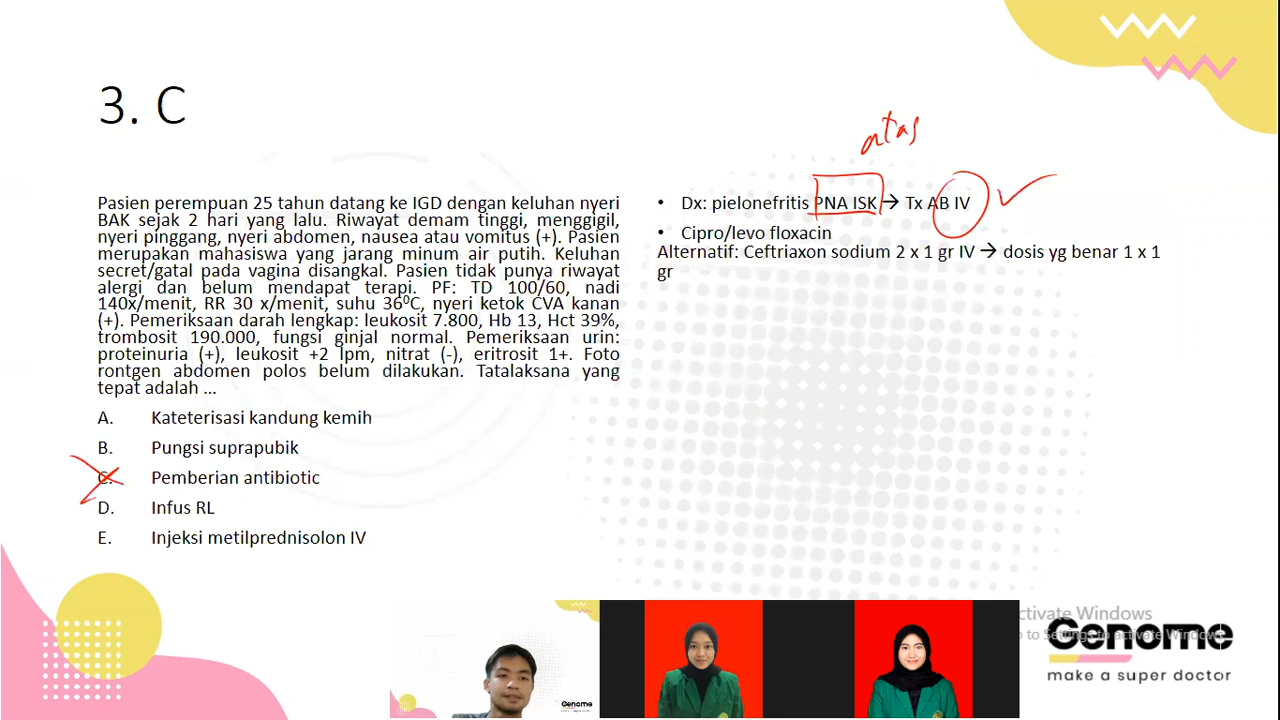 3. C
atas
Pasien perempuan 25 tahun datang ke IGD dengan keluhan nyeri
BAK sejak 2 hari yang lalu. Riwayat demam tinggi, menggigil,
nyeri pinggang, nyeri abdomen, nausea atau vomitus (+). Pasien
merupakan mahasiswa yang jarang minum air putih. Keluhan
secret/gatal pada vagina disangkal. Pasien tidak punya riwayat
alergi dan belum mendapat terapi. PF: TD 100/60, nadi
140x/menit, RR 30 x/menit, suhu 36⁰C, nyeri ketok CVA kanan
(+). Pemeriksaan darah lengkap: leukosit 7.800, Hb 13, Hct 39%,
trombosit 190.000, fungsi ginjal normal. Pemeriksaan urin:
proteinuria (+), leukosit +2 lpm, nitrat (-), eritrosit 1+. Foto
rontgen abdomen polos belum dilakukan. Tatalaksana yang
tepat adalah ...
A. Kateterisasi kandung kemih
B. Pungsi suprapubik
C. Pemberian antibiotic
D. Infus RL
E. Injeksi metilprednisolon IV
• Dx: pielonefritis PNA ISK → Tx AB IV
• Cipro/levo floxacin
Alternatif: Ceftriaxon sodium 2 x 1 gr IV → dosis yg benar 1 x 1
gr
Genome
ctivate Windows
o to Settings to activate Windows.
Genome
make a super doctor